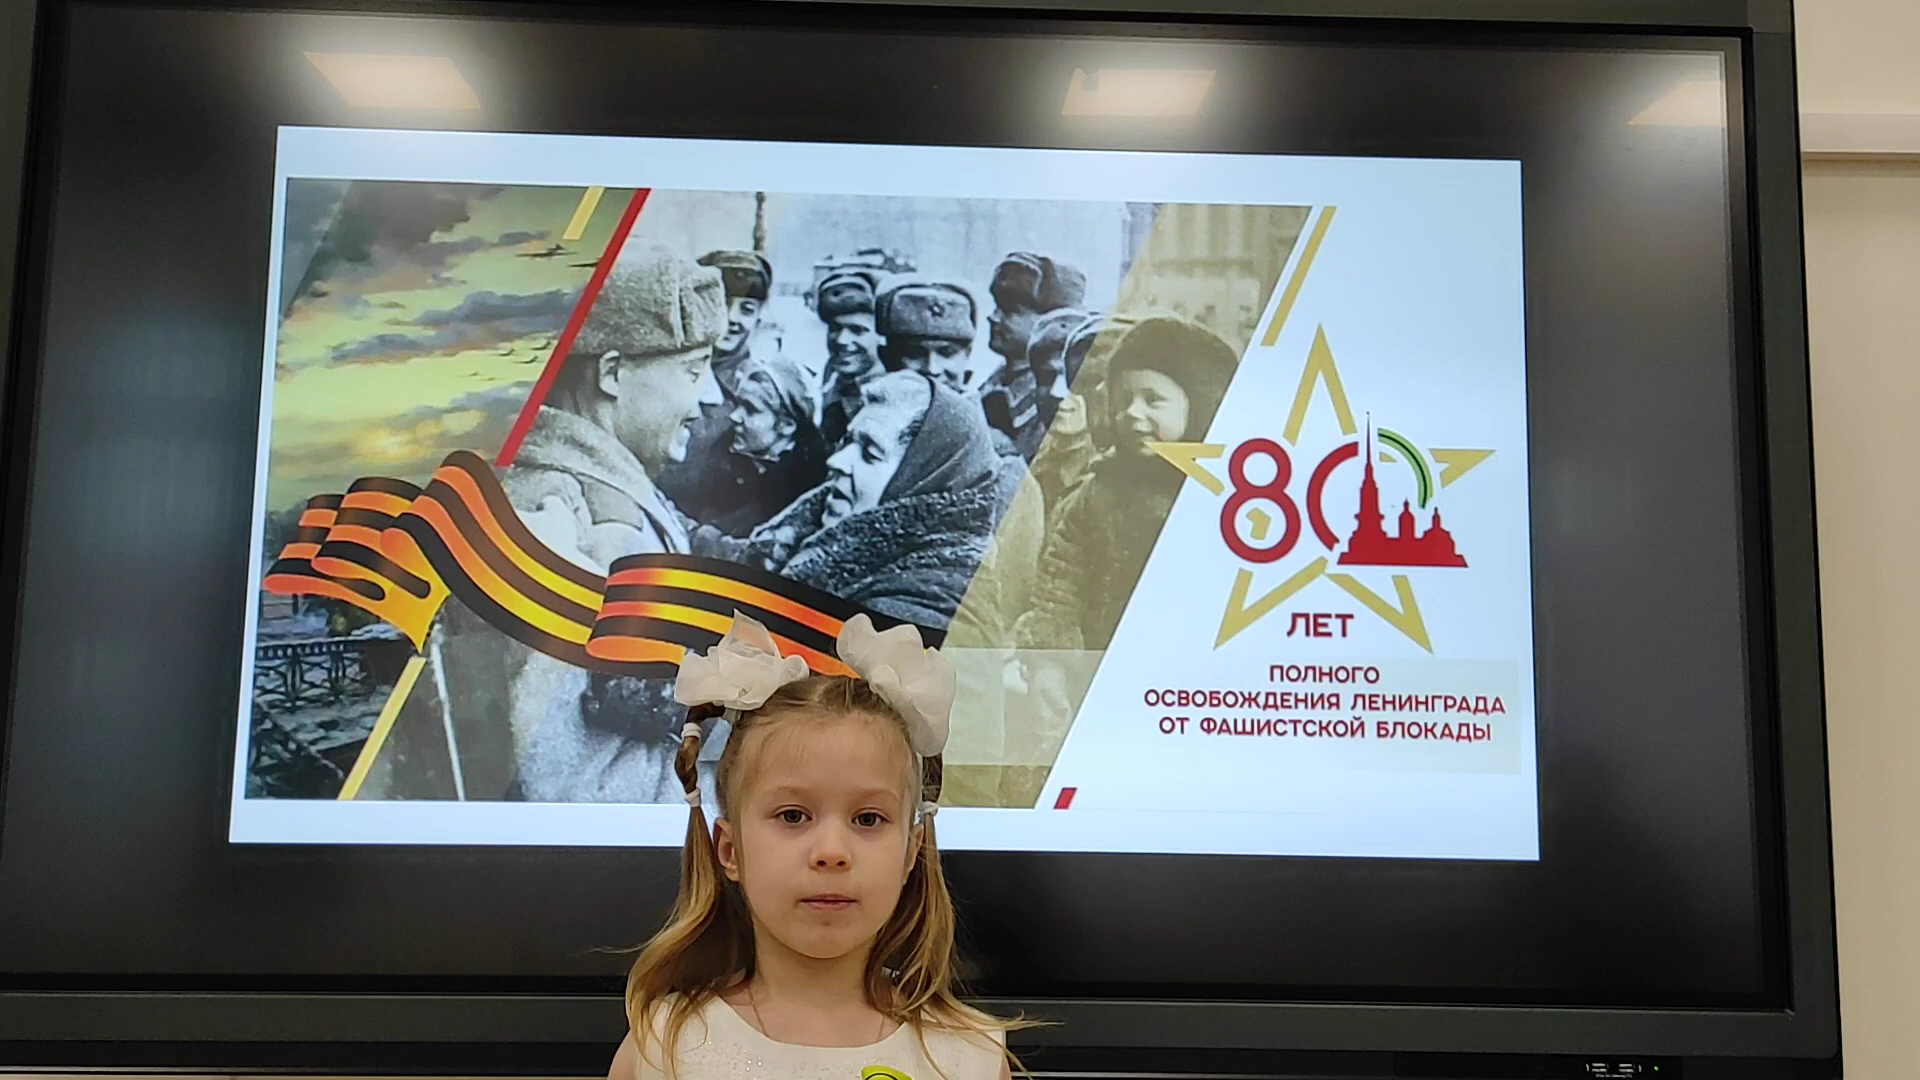 80
ЛЕТ
ПОЛНОГО
ОСВОБОЖДЕНИЯ ЛЕНИНГРАДА
ОТ ФАШИСТСКОЙ БЛОКАДЫ